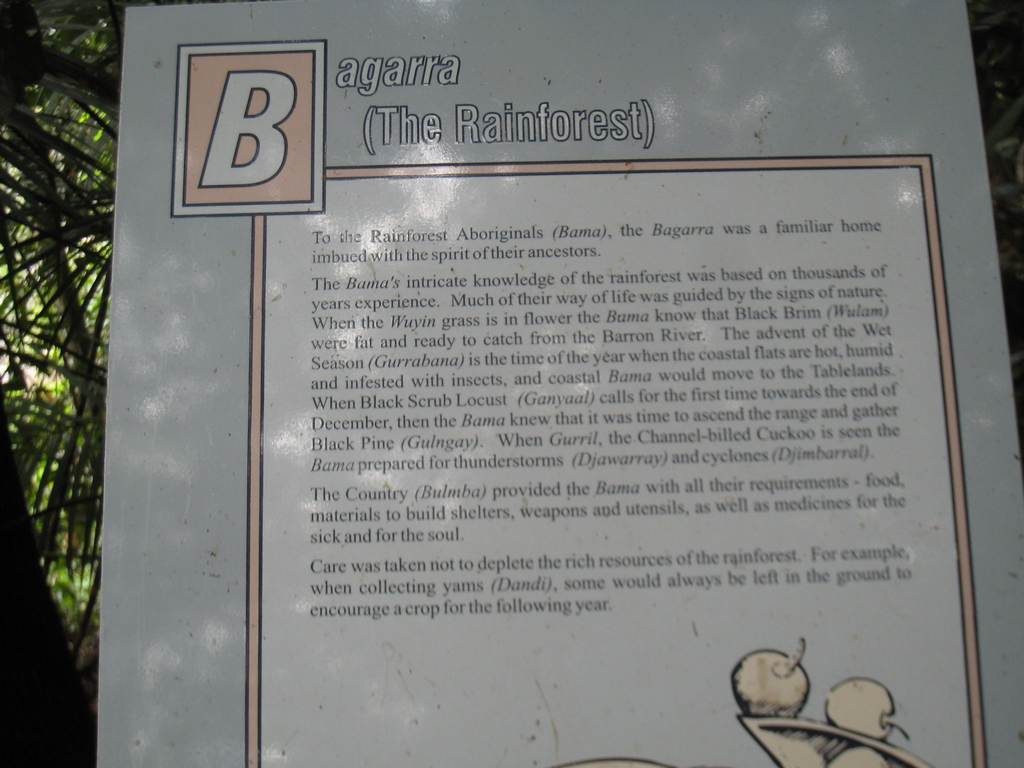 Bagarra
(The Rainforest)
To the Rainforest Aboriginals (Bama), the Bagarra was a familiar home
imbued with the spirit of their ancestors.
The Bama's intricate knowledge of the rainforest was based on thousands of
years experience. Much of their way of life was guided by the signs of nature.
When the Wuyin grass is in flower the Bama know that Black Brim (Wulam)
were fat and ready to catch from the Barron River. The advent of the Wet
Season (Gurrabana) is the time of the year when the coastal flats are hot, humid
and infested with insects, and coastal Bama would move to the Tablelands.
When Black Scrub Locust (Ganyaal) calls for the first time towards the end of
December, then the Bama knew that it was time to ascend the range and gather
Black Pine (Gulngay). When Gurril, the Channel-billed Cuckoo is seen the
Bama prepared for thunderstorms (Djawarray) and cyclones (Djimbarral).
The Country (Bulmba) provided the Bama with all their requirements - food,
materials to build shelters, weapons and utensils, as well as medicines for the
sick and for the soul.
Care was taken not to deplete the rich resources of the rainforest. For example,
when collecting yams (Dandi), some would always be left in the ground to
encourage a crop for the following year.